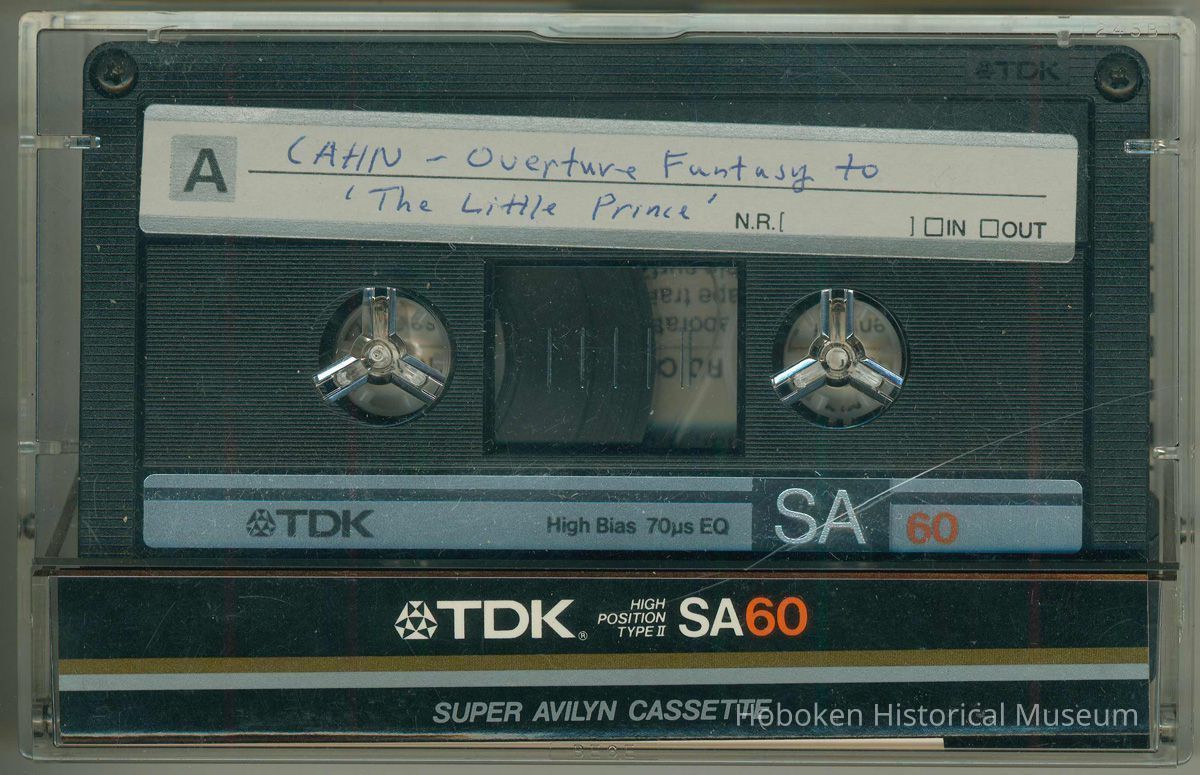 TDK
A
CAHN - Overture Fantasy to
'The Little Prince'
N.R.[ ] IN OUT
TDK High Bias 70µs EQ SA 60
TDK® HIGH POSITION TYPE II SA60
SUPER AVILYN CASSETTE
Hoboken Historical Museum